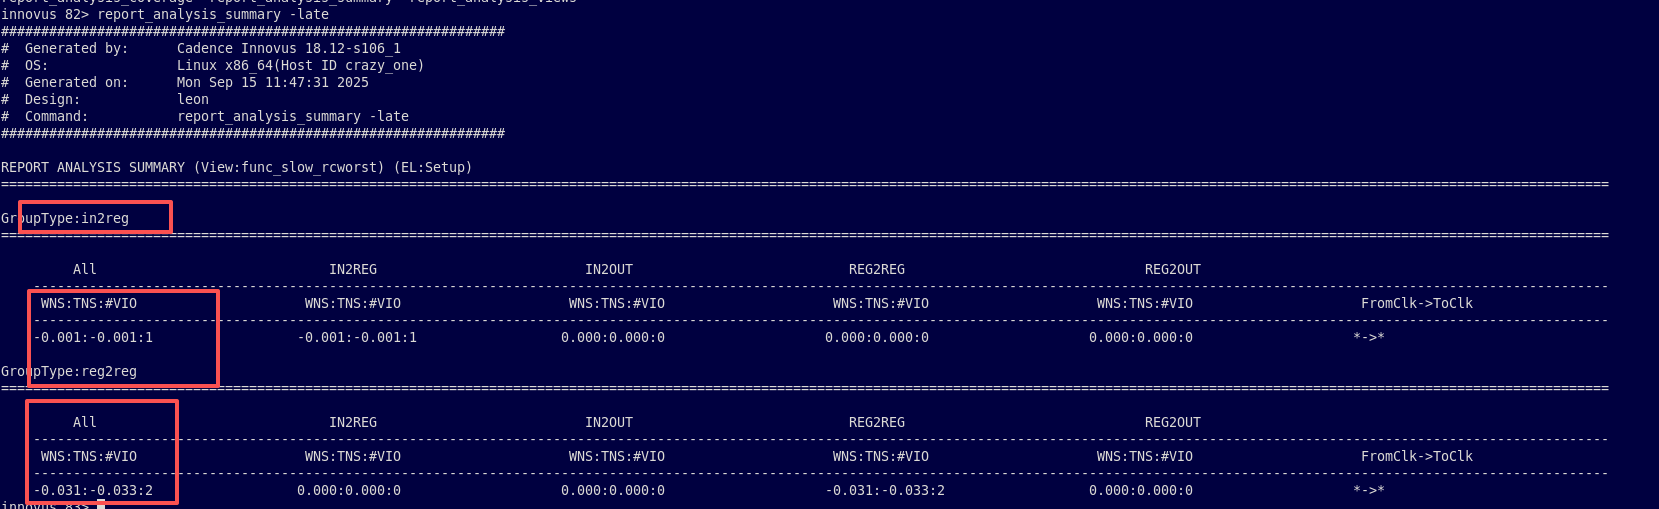 report_analysis_coverage report_analysis_summary report_analysis_views
innovus 82> report_analysis_summary -late
###############################################################
#  Generated by:      Cadence Innovus 18.12-s106_1
#  OS:                Linux x86_64(Host ID crazy_one)
#  Generated on:      Mon Sep 15 11:47:31 2025
#  Design:            leon
#  Command:           report_analysis_summary -late
###############################################################
REPORT ANALYSIS SUMMARY (View:func_slow_rcworst) (EL:Setup)
GroupType:in2reg
All IN2REG IN2OUT REG2REG REG2OUT
WNS:TNS:#VIO WNS:TNS:#VIO WNS:TNS:#VIO WNS:TNS:#VIO WNS:TNS:#VIO FromClk->ToClk
-0.001:-0.001:1 -0.001:-0.001:1 0.000:0.000:0 0.000:0.000:0 0.000:0.000:0 *->*
GroupType:reg2reg
All IN2REG IN2OUT REG2REG REG2OUT
WNS:TNS:#VIO WNS:TNS:#VIO WNS:TNS:#VIO WNS:TNS:#VIO WNS:TNS:#VIO FromClk->ToClk
-0.031:-0.033:2 0.000:0.000:0 0.000:0.000:0 -0.031:-0.033:2 0.000:0.000:0 *->*
innovus 83>